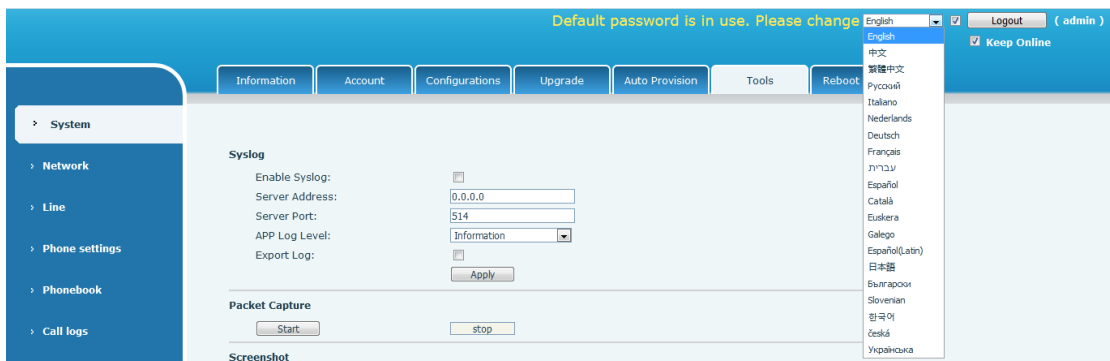 Default password is in use. Please change English Logout ( admin )
Keep Online
English
中文
繁體中文
Русский
Italiano
Nederlands
Deutsch
Français
עברית
Español
Català
Euskera
Galego
Español(Latin)
日本語
Български
Slovenian
한국어
česká
Українська
Information Account Configurations Upgrade Auto Provision Tools Reboot
System
Network
Line
Phone settings
Phonebook
Call logs
Syslog
Enable Syslog:
Server Address: 0.0.0.0
Server Port: 514
APP Log Level: Information
Export Log:
Apply
Packet Capture
Start stop
Screenshot